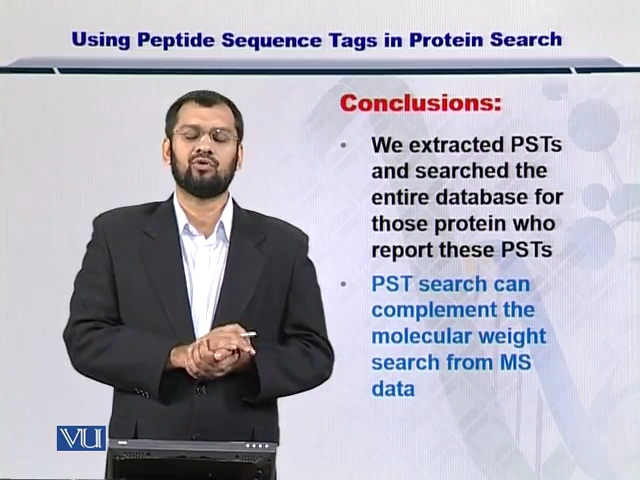 Using Peptide Sequence Tags in Protein Search
Conclusions:
• We extracted PSTs
and searched the
entire database for
those protein who
report these PSTs
• PST search can
complement the
molecular weight
search from MS
data
VU